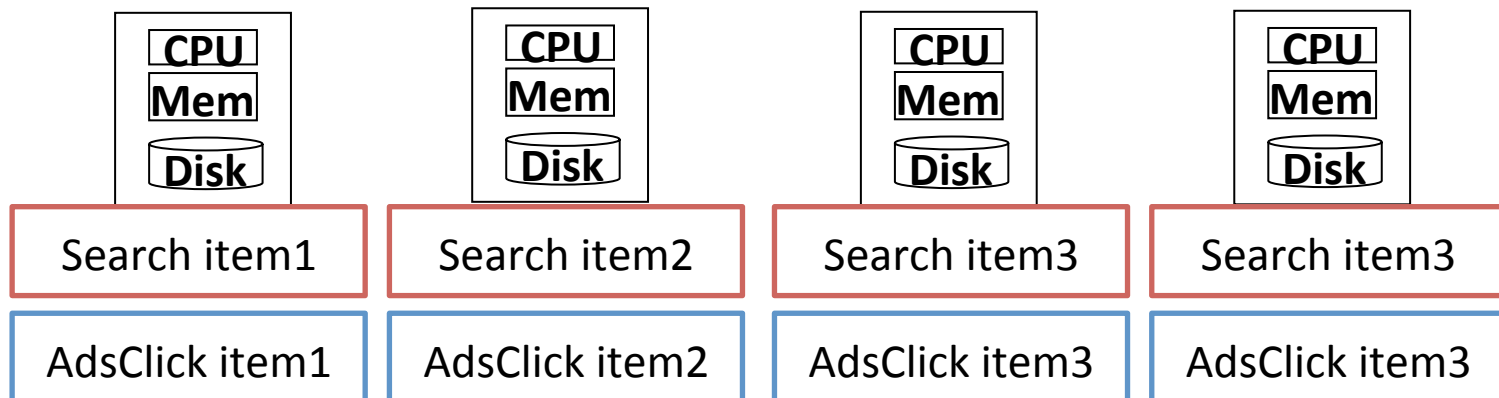 CPU
Mem
Disk
CPU
Mem
Disk
CPU
Mem
Disk
CPU
Mem
Disk
Search item1
Search item2
Search item3
Search item3
AdsClick item1
AdsClick item2
AdsClick item3
AdsClick item3